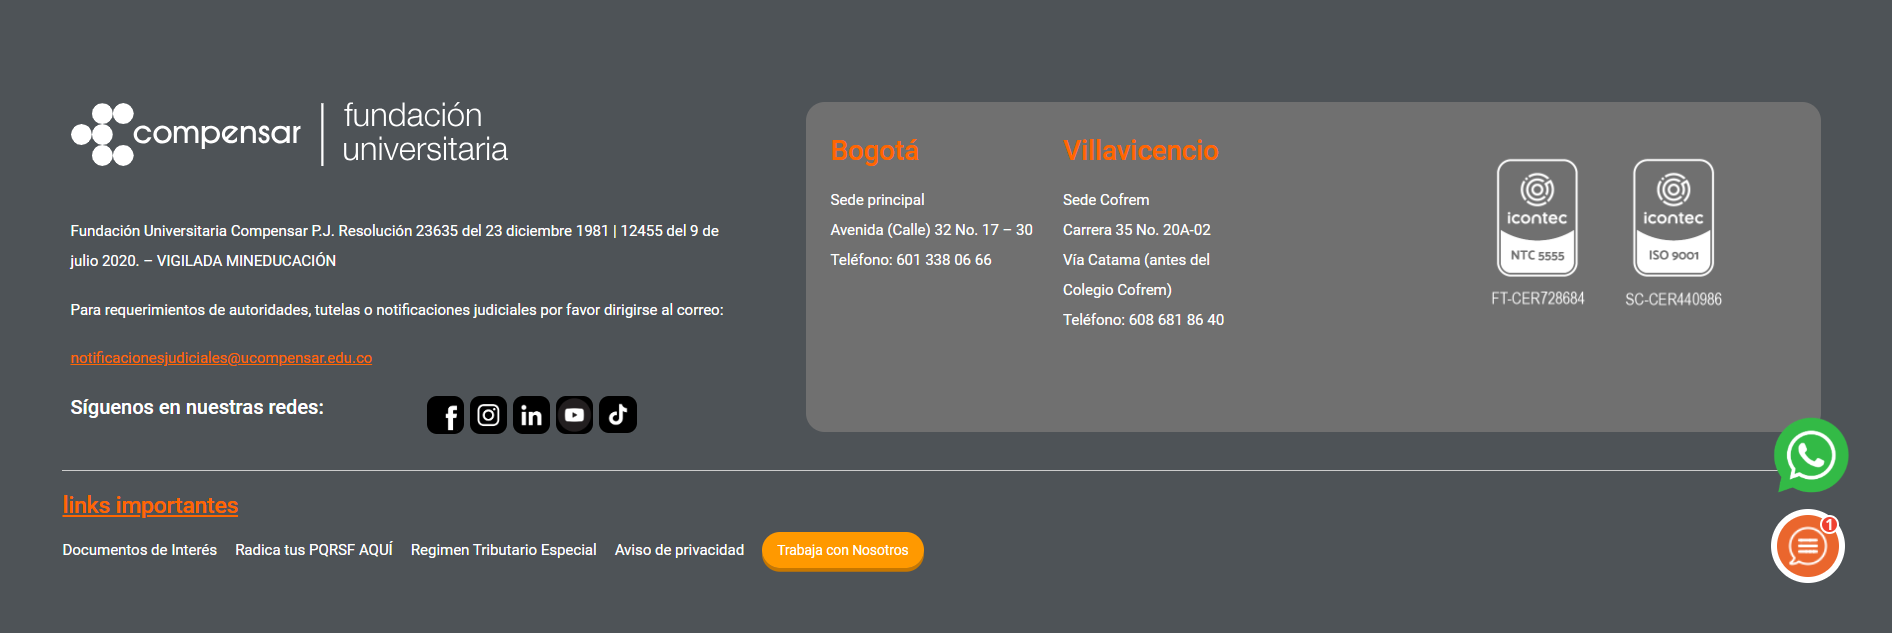 compensar
fundación
universitaria
Fundación Universitaria Compensar P.J. Resolución 23635 del 23 diciembre 1981 | 12455 del 9 de
julio 2020. – VIGILADA MINEDUCACIÓN
Para requerimientos de autoridades, tutelas o notificaciones judiciales por favor dirigirse al correo:
notificacionesjudiciales@ucompensar.edu.co
Síguenos en nuestras redes:
Bogotá
Sede principal
Avenida (Calle) 32 No. 17 – 30
Teléfono: 601 338 06 66
Villavicencio
Sede Cofrem
Carrera 35 No. 20A-02
Vía Catama (antes del
Colegio Cofrem)
Teléfono: 608 681 86 40
icontec
NTC 5555
FT-CER728684
icontec
ISO 9001
SC-CER440986
links importantes
Documentos de Interés
Radica tus PQRSF AQUÍ
Regimen Tributario Especial
Aviso de privacidad
Trabaja con Nosotros
1